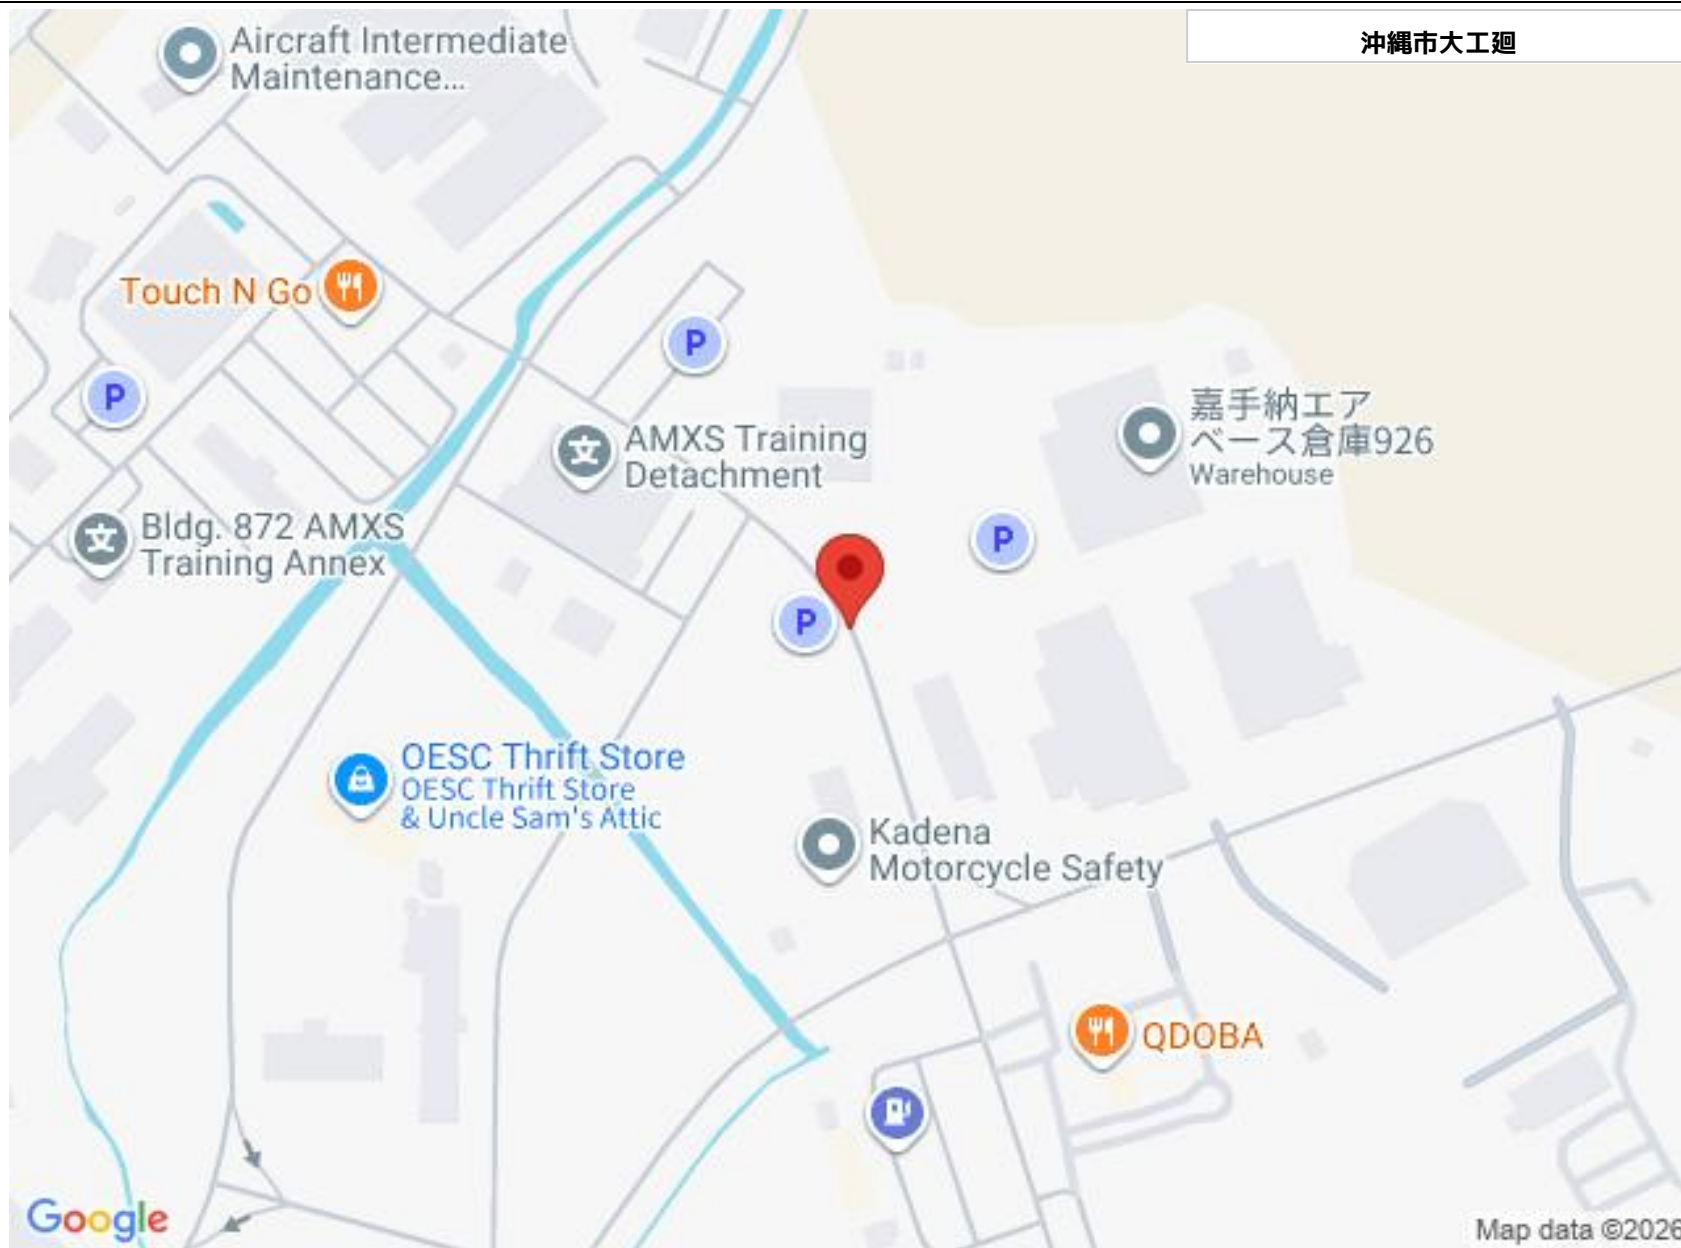 沖縄市大工廻
Aircraft Intermediate
Maintenance...
Touch N Go
P
P
嘉手納エア
ベース倉庫926
Warehouse
AMXS Training
Detachment
文
Bldg. 872 AMXS
Training Annex
文
P
P
OESC Thrift Store
OESC Thrift Store
& Uncle Sam's Attic
Kadena
Motorcycle Safety
QDOBA
Google
Map data ©2026